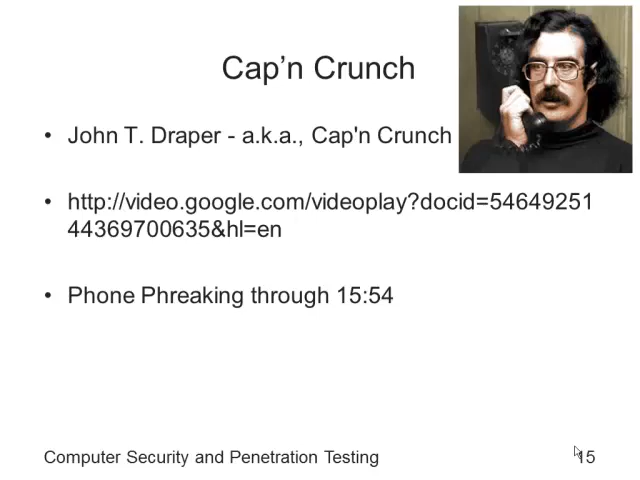 Cap’n Crunch
• John T. Draper - a.k.a., Cap'n Crunch
• http://video.google.com/videoplay?docid=54649251
44369700635&hl=en
• Phone Phreaking through 15:54
Computer Security and Penetration Testing
15